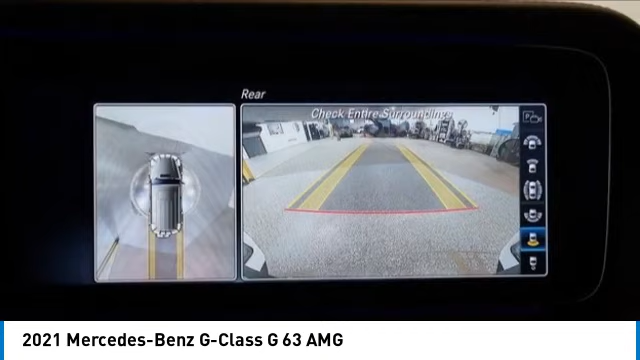 Rear
Check Entire Surroundings
P
2021 Mercedes-Benz G-Class G 63 AMG